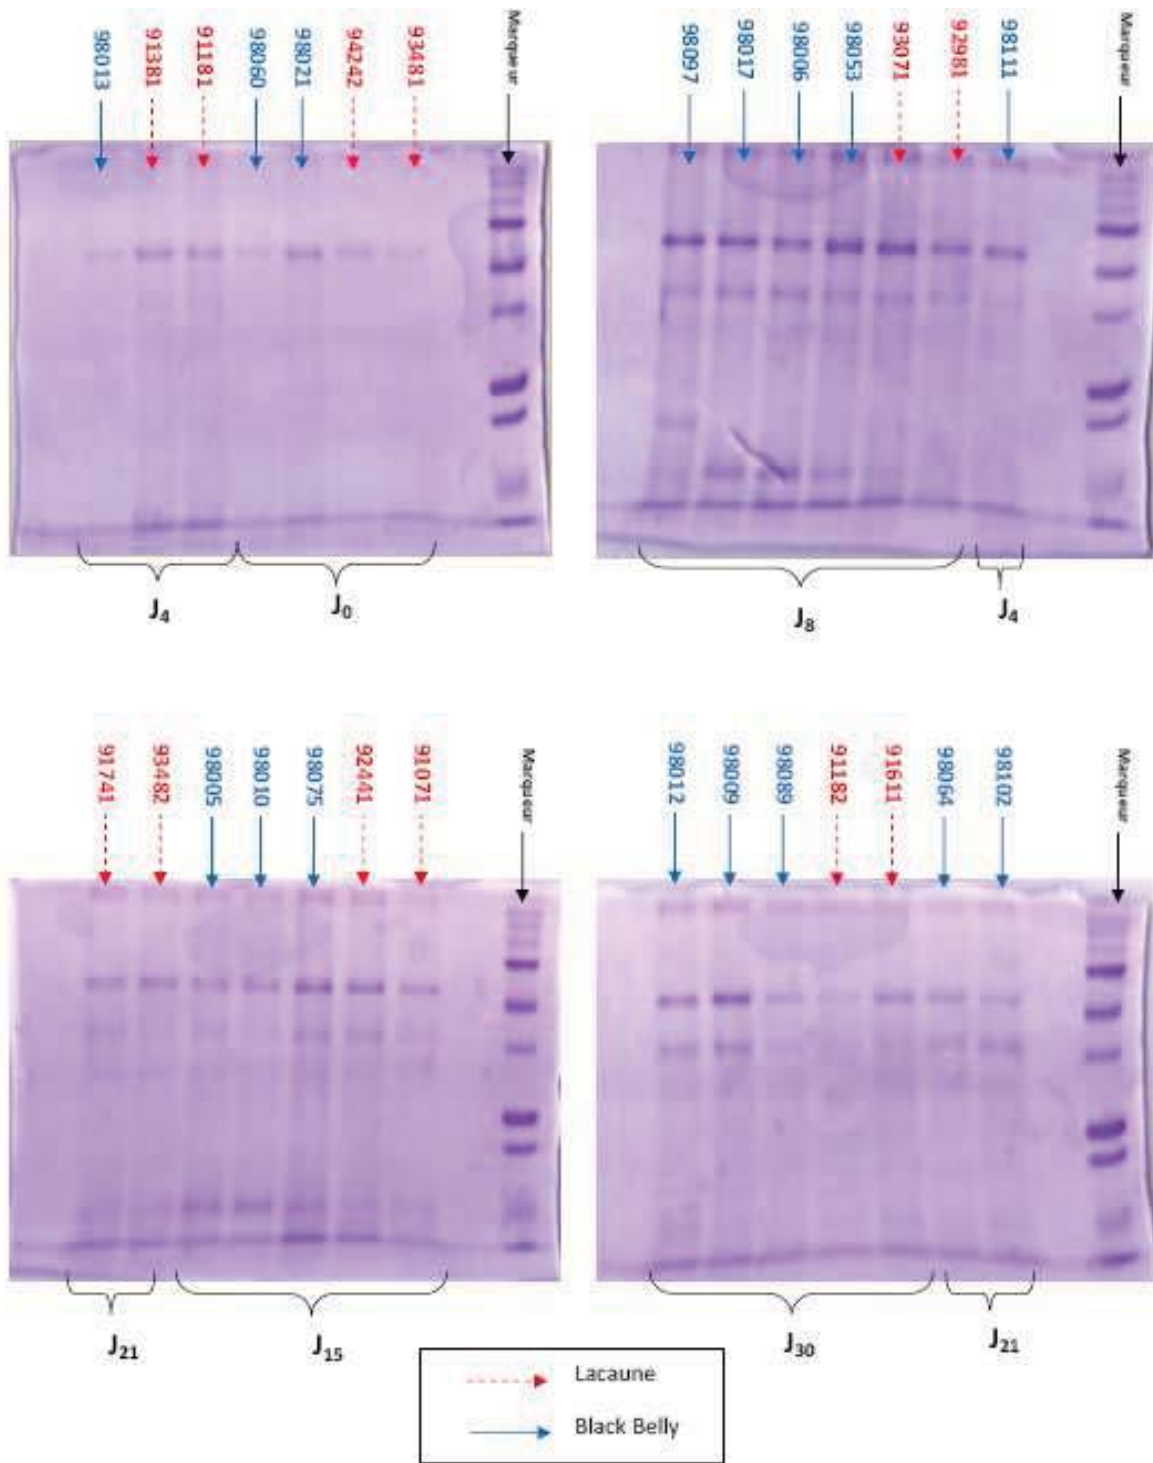 98013
91381
91181
98060
98021
94242
93481
Marqueur
98097
98017
98006
98053
93071
92981
98111
Marqueur
J₄
J₀
J₈
J₄
91741
93482
98005
98010
98075
92441
91071
Marqueur
98012
98009
98089
91182
91611
98064
98102
Marqueur
J₂₁
J₁₅
J₃₀
J₂₁
Lacaune
Black Belly